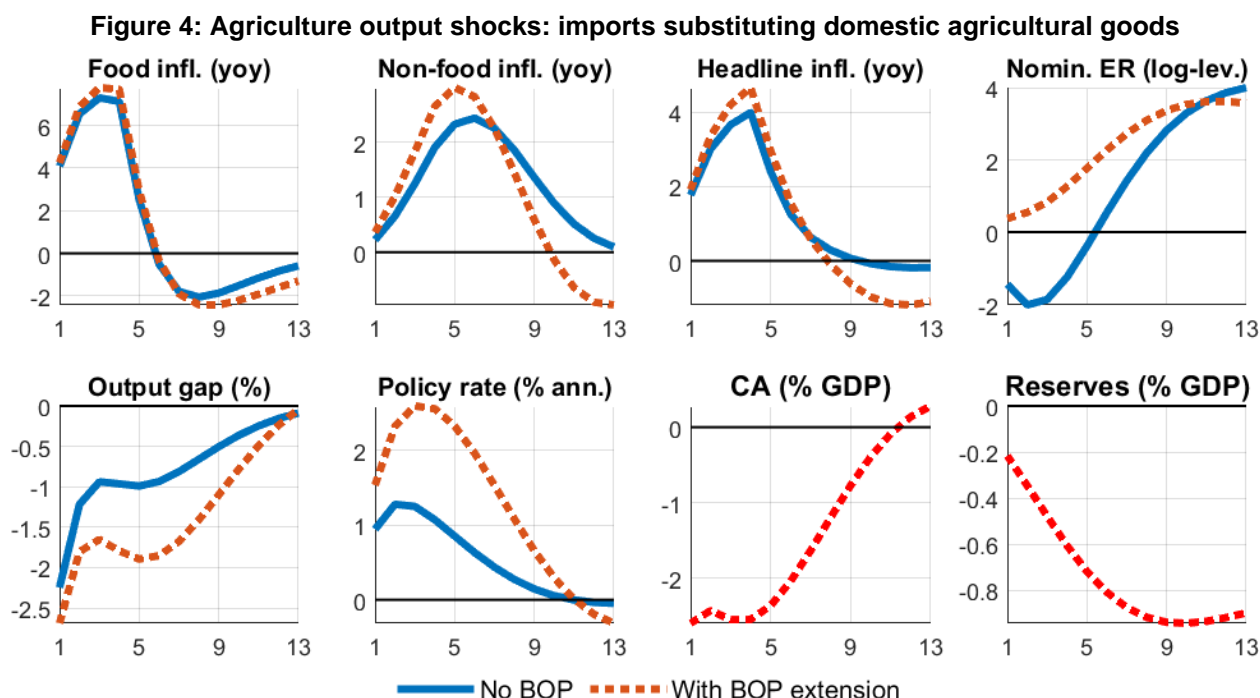 Figure 4: Agriculture output shocks: imports substituting domestic agricultural goods
Food infl. (yoy)
6
4
2
0
-2
1 5 9 13
Non-food infl. (yoy)
2
1
0
1 5 9 13
Headline infl. (yoy)
4
2
0
1 5 9 13
Nomin. ER (log-lev.)
4
2
0
-2
1 5 9 13
Output gap (%)
0
-0.5
-1
-1.5
-2
-2.5
1 5 9 13
Policy rate (% ann.)
2
1
0
1 5 9 13
CA (% GDP)
0
-1
-2
1 5 9 13
Reserves (% GDP)
0
-0.2
-0.4
-0.6
-0.8
1 5 9 13
No BOP With BOP extension